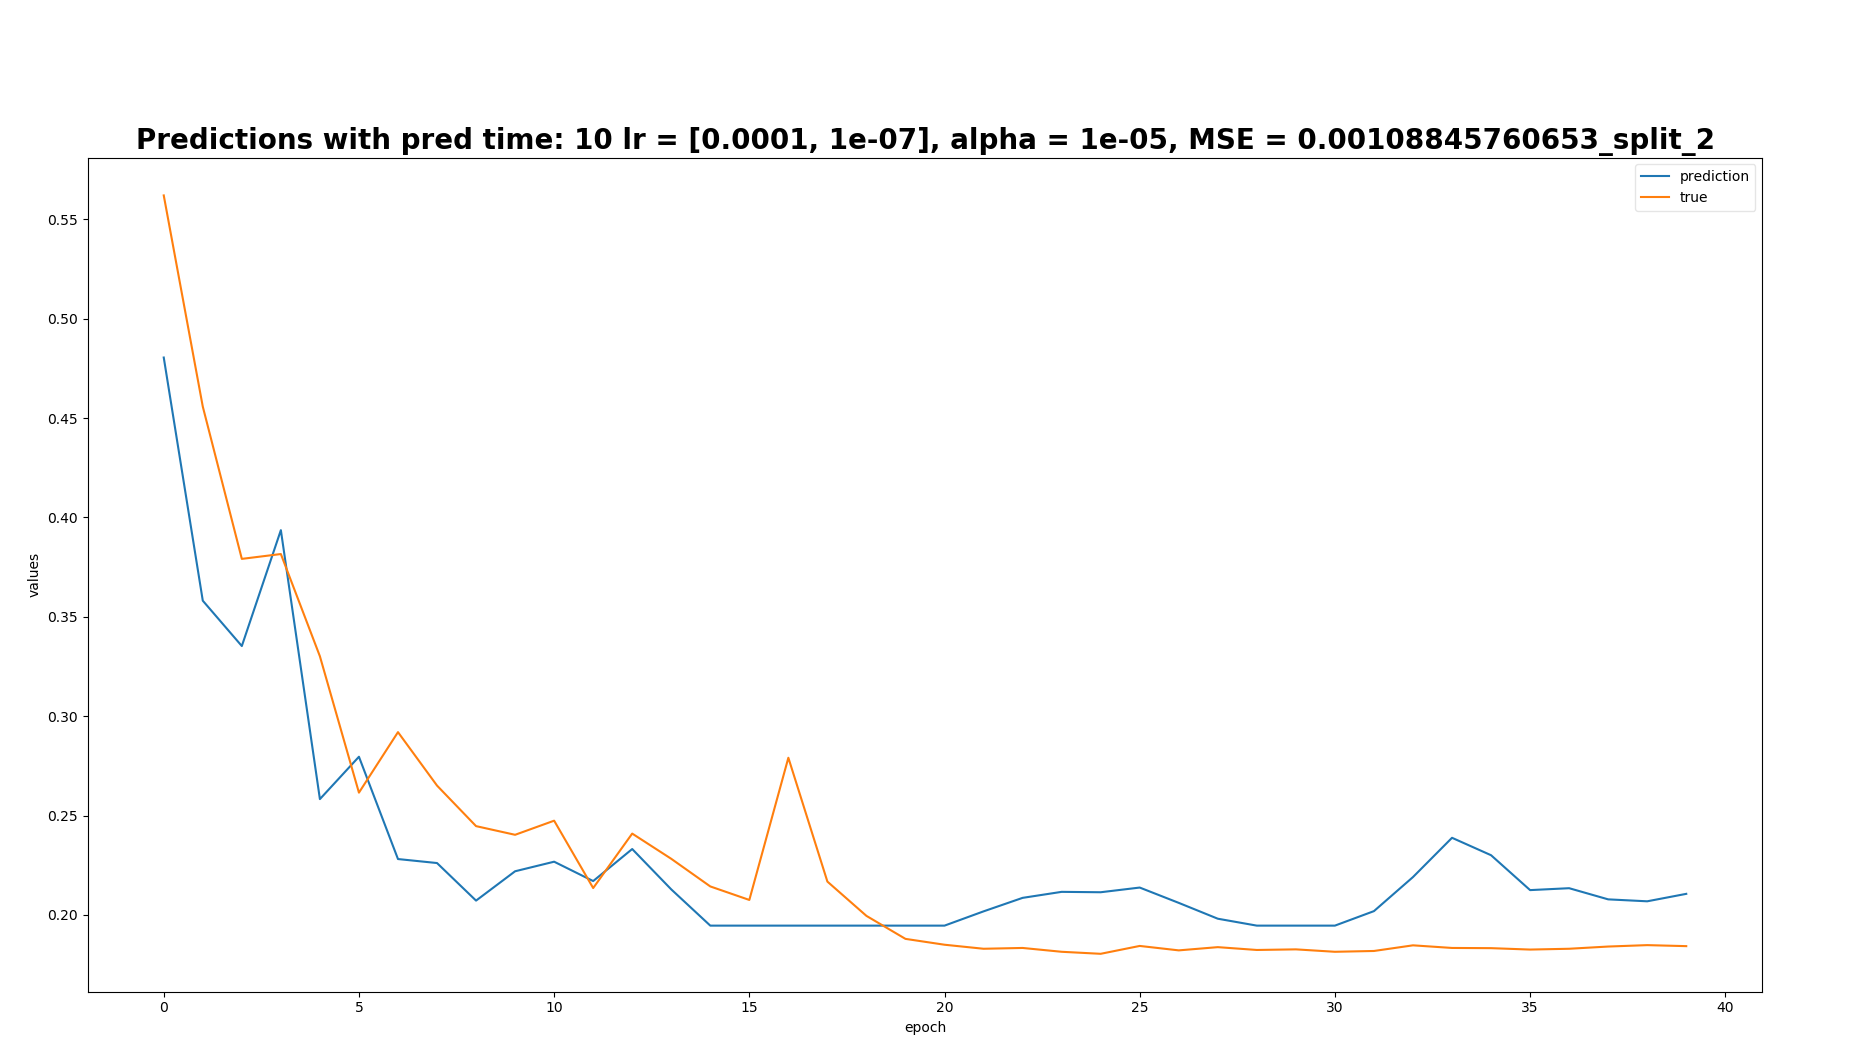 Predictions with pred time: 10 lr = [0.0001, 1e-07], alpha = 1e-05, MSE = 0.00108845760653_split_2
prediction
true
0.55
0.50
0.45
0.40
0.35
0.30
0.25
0.20
values
0 5 10 15 20 25 30 35 40
epoch